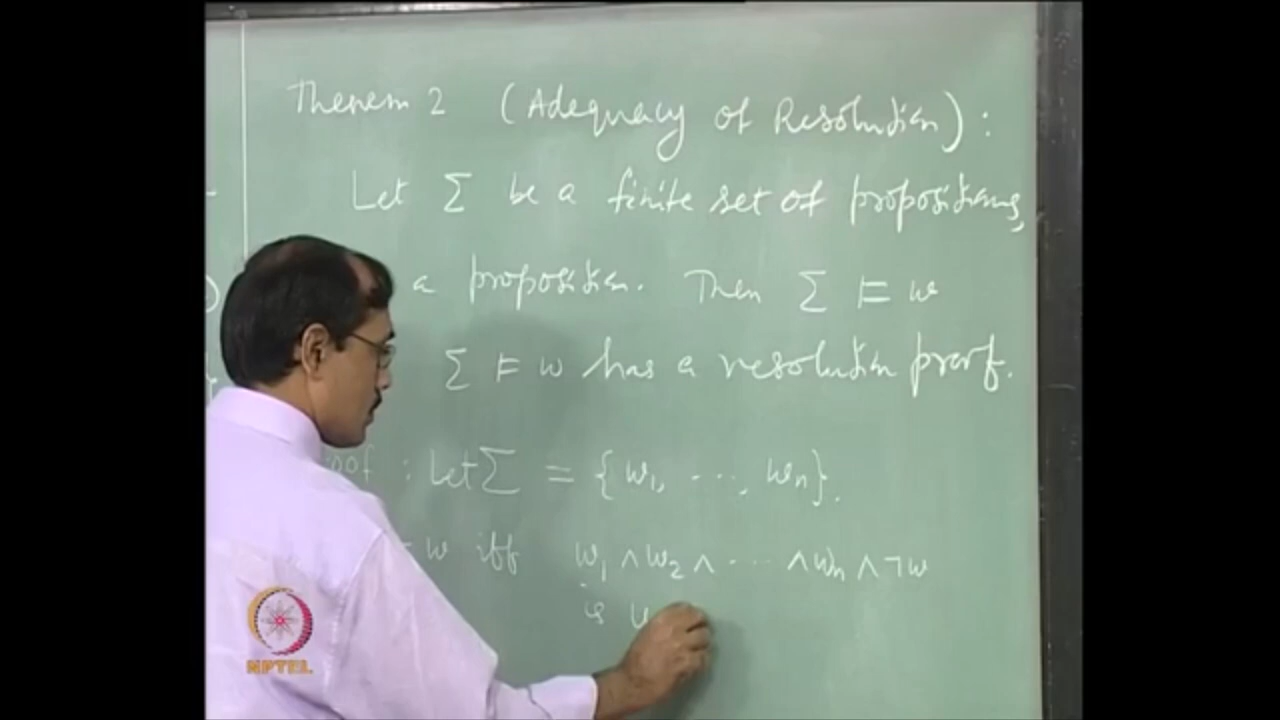 Theorem 2 (Adequacy of Resolution):
Let Σ be a finite set of propositions,
a proposition. Then Σ ⊨ w
Σ ⊨ w has a resolution proof.
: Let Σ = {w₁, ..., wₙ}.
w iff w₁ ∧ w₂ ∧ ... ∧ wₙ ∧ ¬w
is
NPTEL